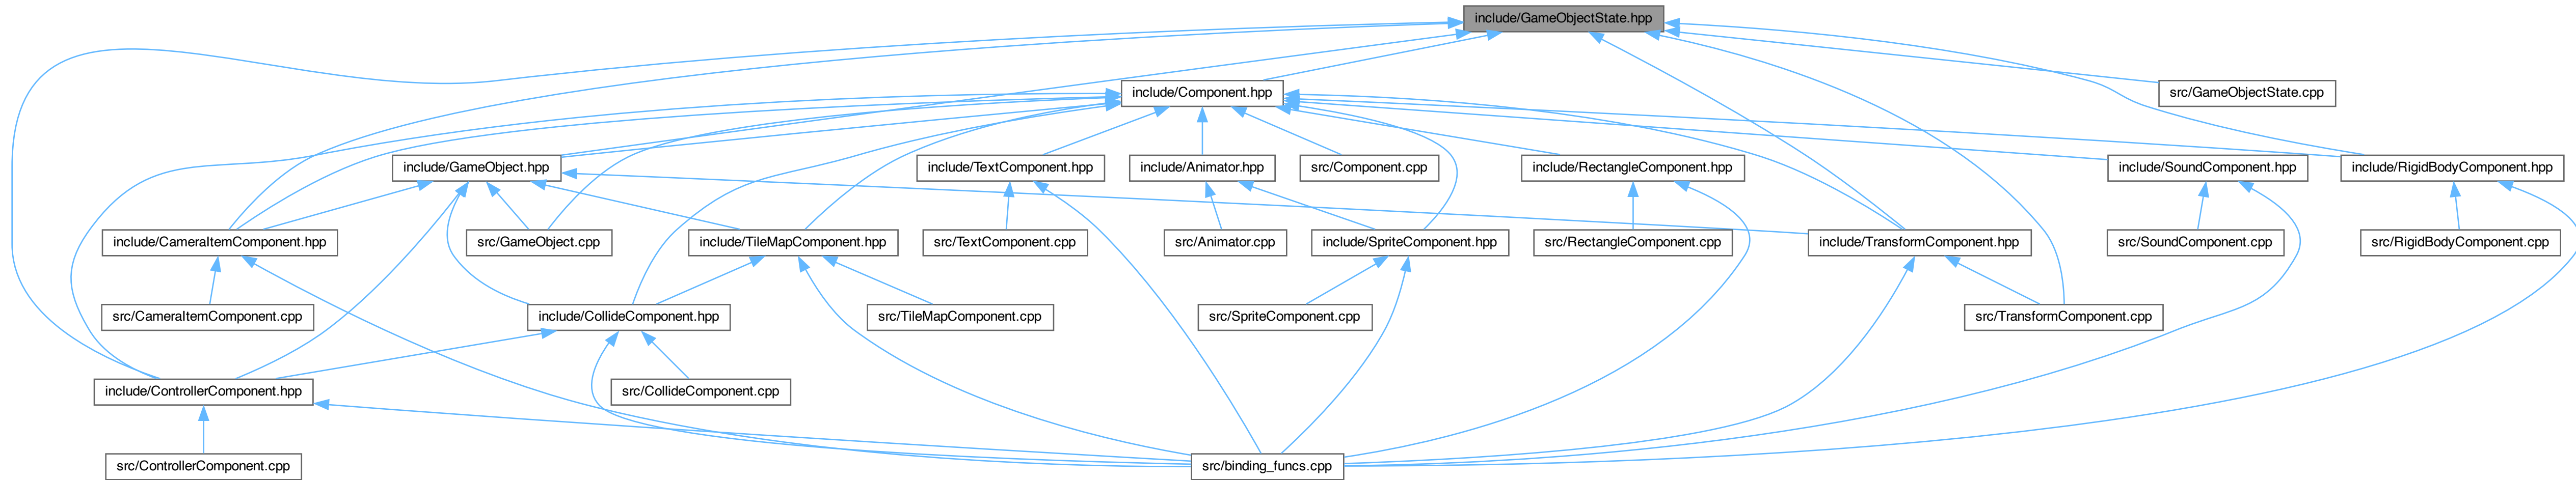 include/GameObjectState.hpp
include/Component.hpp
src/GameObjectState.cpp
include/GameObject.hpp
include/TextComponent.hpp
include/Animator.hpp
src/Component.cpp
include/RectangleComponent.hpp
include/SoundComponent.hpp
include/RigidBodyComponent.hpp
include/CameraItemComponent.hpp
src/GameObject.cpp
include/TileMapComponent.hpp
src/TextComponent.cpp
src/Animator.cpp
include/SpriteComponent.hpp
src/RectangleComponent.cpp
include/TransformComponent.hpp
src/SoundComponent.cpp
src/RigidBodyComponent.cpp
src/CameraItemComponent.cpp
include/CollideComponent.hpp
src/TileMapComponent.cpp
src/SpriteComponent.cpp
src/TransformComponent.cpp
include/ControllerComponent.hpp
src/CollideComponent.cpp
src/ControllerComponent.cpp
src/binding_funcs.cpp